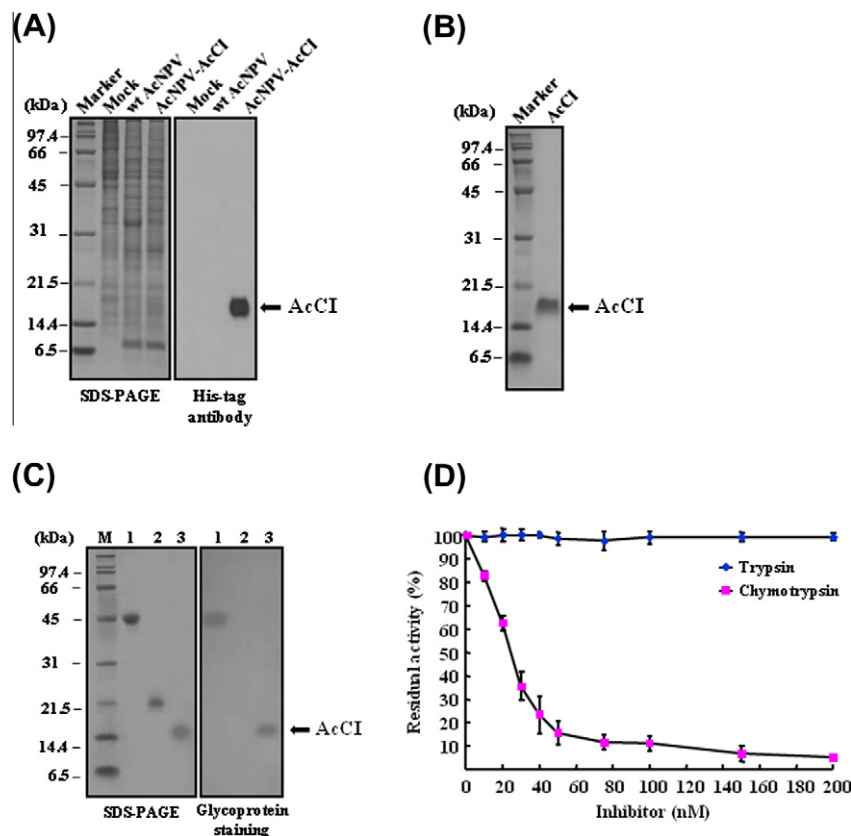 (A)
(kDa) Marker Mock wt AcNPV AcNPV-AcCI Mock wt AcNPV AcNPV-AcCI
97.4
66
45
31
21.5
14.4
6.5
AcCI
SDS-PAGE
His-tag
antibody
(B)
(kDa) Marker AcCI
97.4
66
45
31
21.5
14.4
6.5
AcCI
(C)
(kDa) M 1 2 3 1 2 3
97.4
66
45
31
21.5
14.4
6.5
AcCI
SDS-PAGE
Glycoprotein
staining
(D)
Residual activity (%)
100
90
80
70
60
50
40
30
20
10
Trypsin
Chymotrypsin
0 20 40 60 80 100 120 140 160 180 200
Inhibitor (nM)